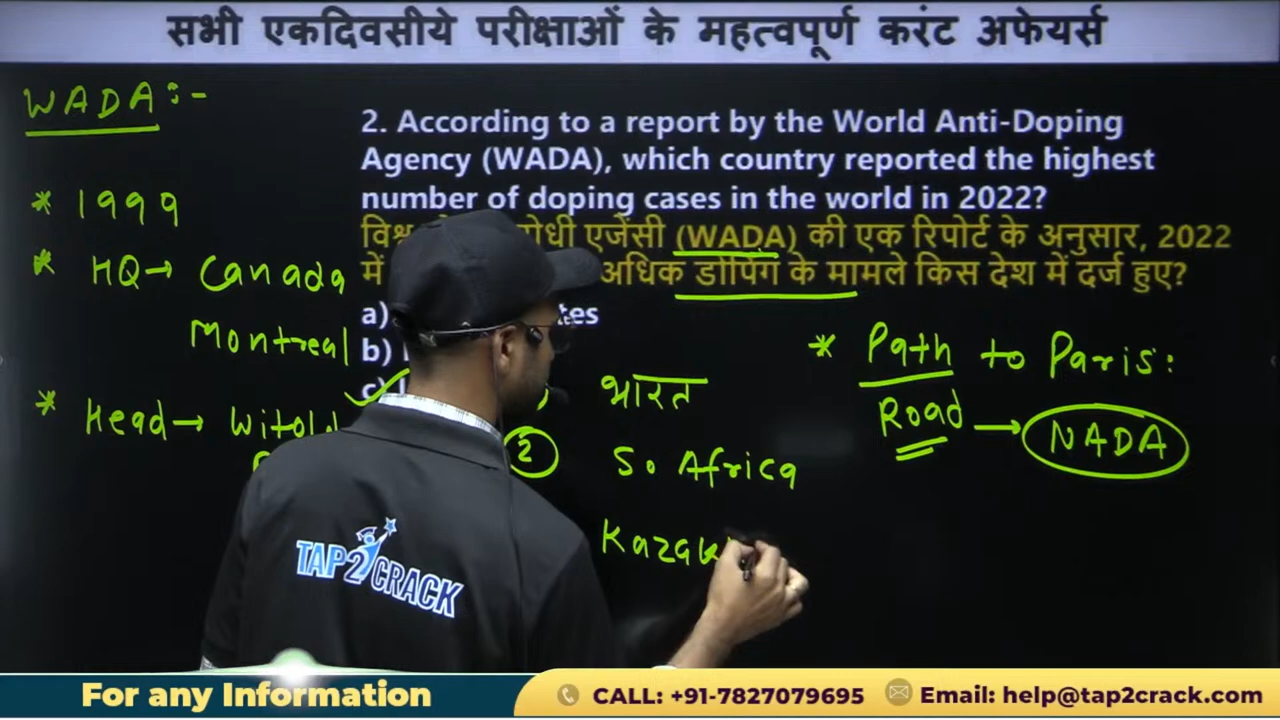 सभी एकदिवसीये परीक्षाओं के महत्वपूर्ण करंट अफेयर्स
WADA :-
* 1999
* HQ → Canada
Montreal
* Head → Witold
2. According to a report by the World Anti-Doping
Agency (WADA), which country reported the highest
number of doping cases in the world in 2022?
एजेंसी (WADA) की एक रिपोर्ट के अनुसार, 2022
में अधिक डोपिंग के मामले किस देश में दर्ज हुए?
a)
b)
c)
भारत
② So Africa
* Path to Paris:
Road → NADA
TAP2CRACK
For any Information
CALL: +91-7827079695
Email: help@tap2crack.com